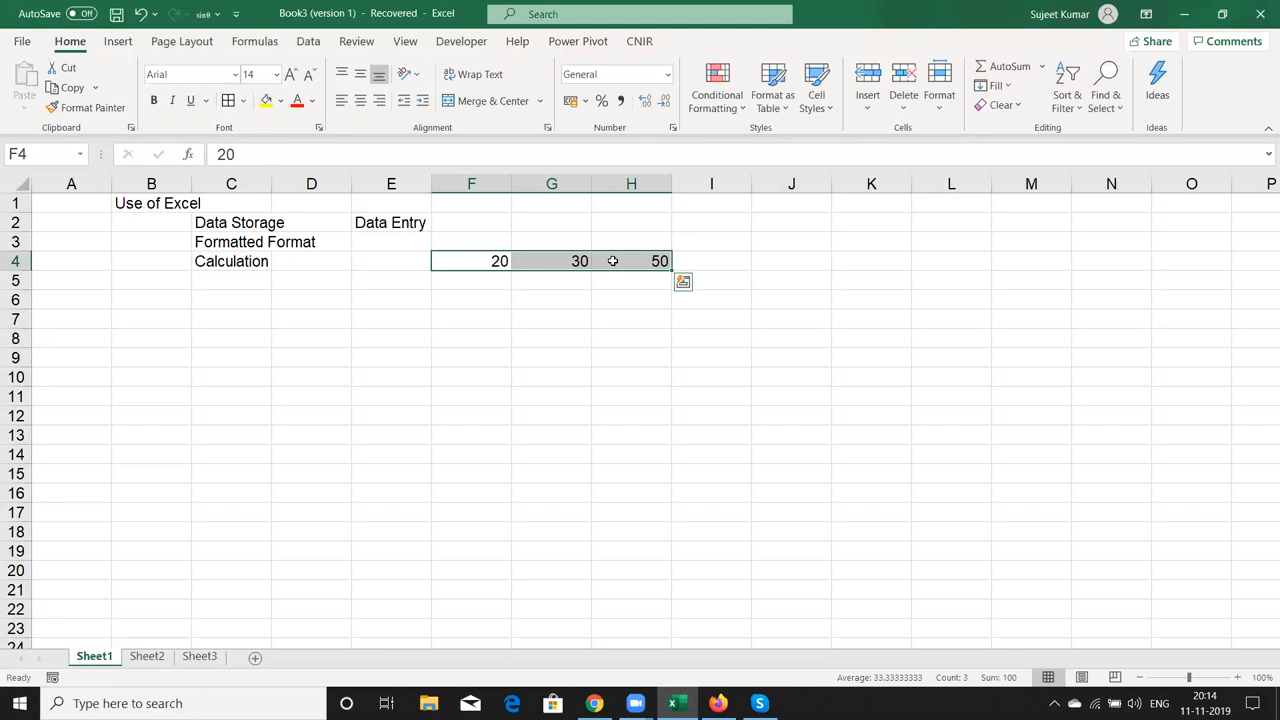 AutoSave Off Book3 (version 1) - Recovered - Excel Search Sujeet Kumar
File Home Insert Page Layout Formulas Data Review View Developer Help Power Pivot CNIR Share Comments
Paste Cut Copy Format Painter Clipboard
Arial 14 B I U Font
Wrap Text Merge & Center Alignment
General Number
Conditional Formatting Format as Table Cell Styles Styles
Insert Delete Format Cells
AutoSum Fill Clear Sort & Filter Find & Select Editing
Ideas Ideas
F4 fx 20
A B C D E F G H I J K L M N O P
1 Use of Excel
2 Data Storage Data Entry
3 Formatted Format
4 Calculation 20 30 50
5
6
7
8
9
10
11
12
13
14
15
16
17
18
19
20
21
22
23
24
Sheet1 Sheet2 Sheet3
Ready Average: 33.33333333 Count: 3 Sum: 100 100%
Type here to search ENG 20:14
11-11-2019